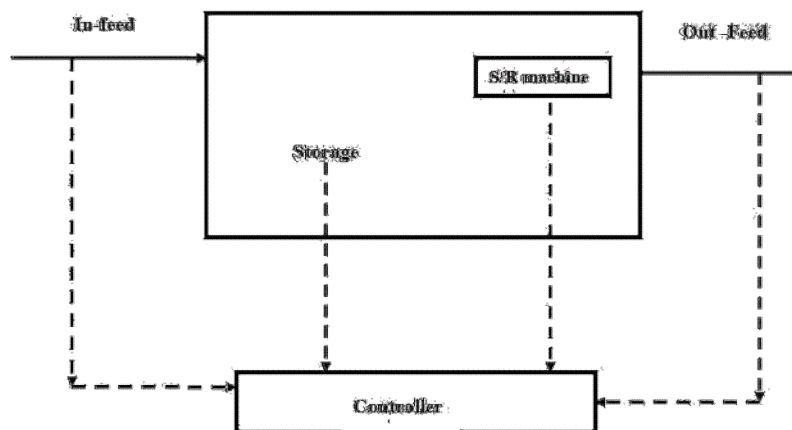 In-feed
Out-Feed
S/R machine
Storage
Controller